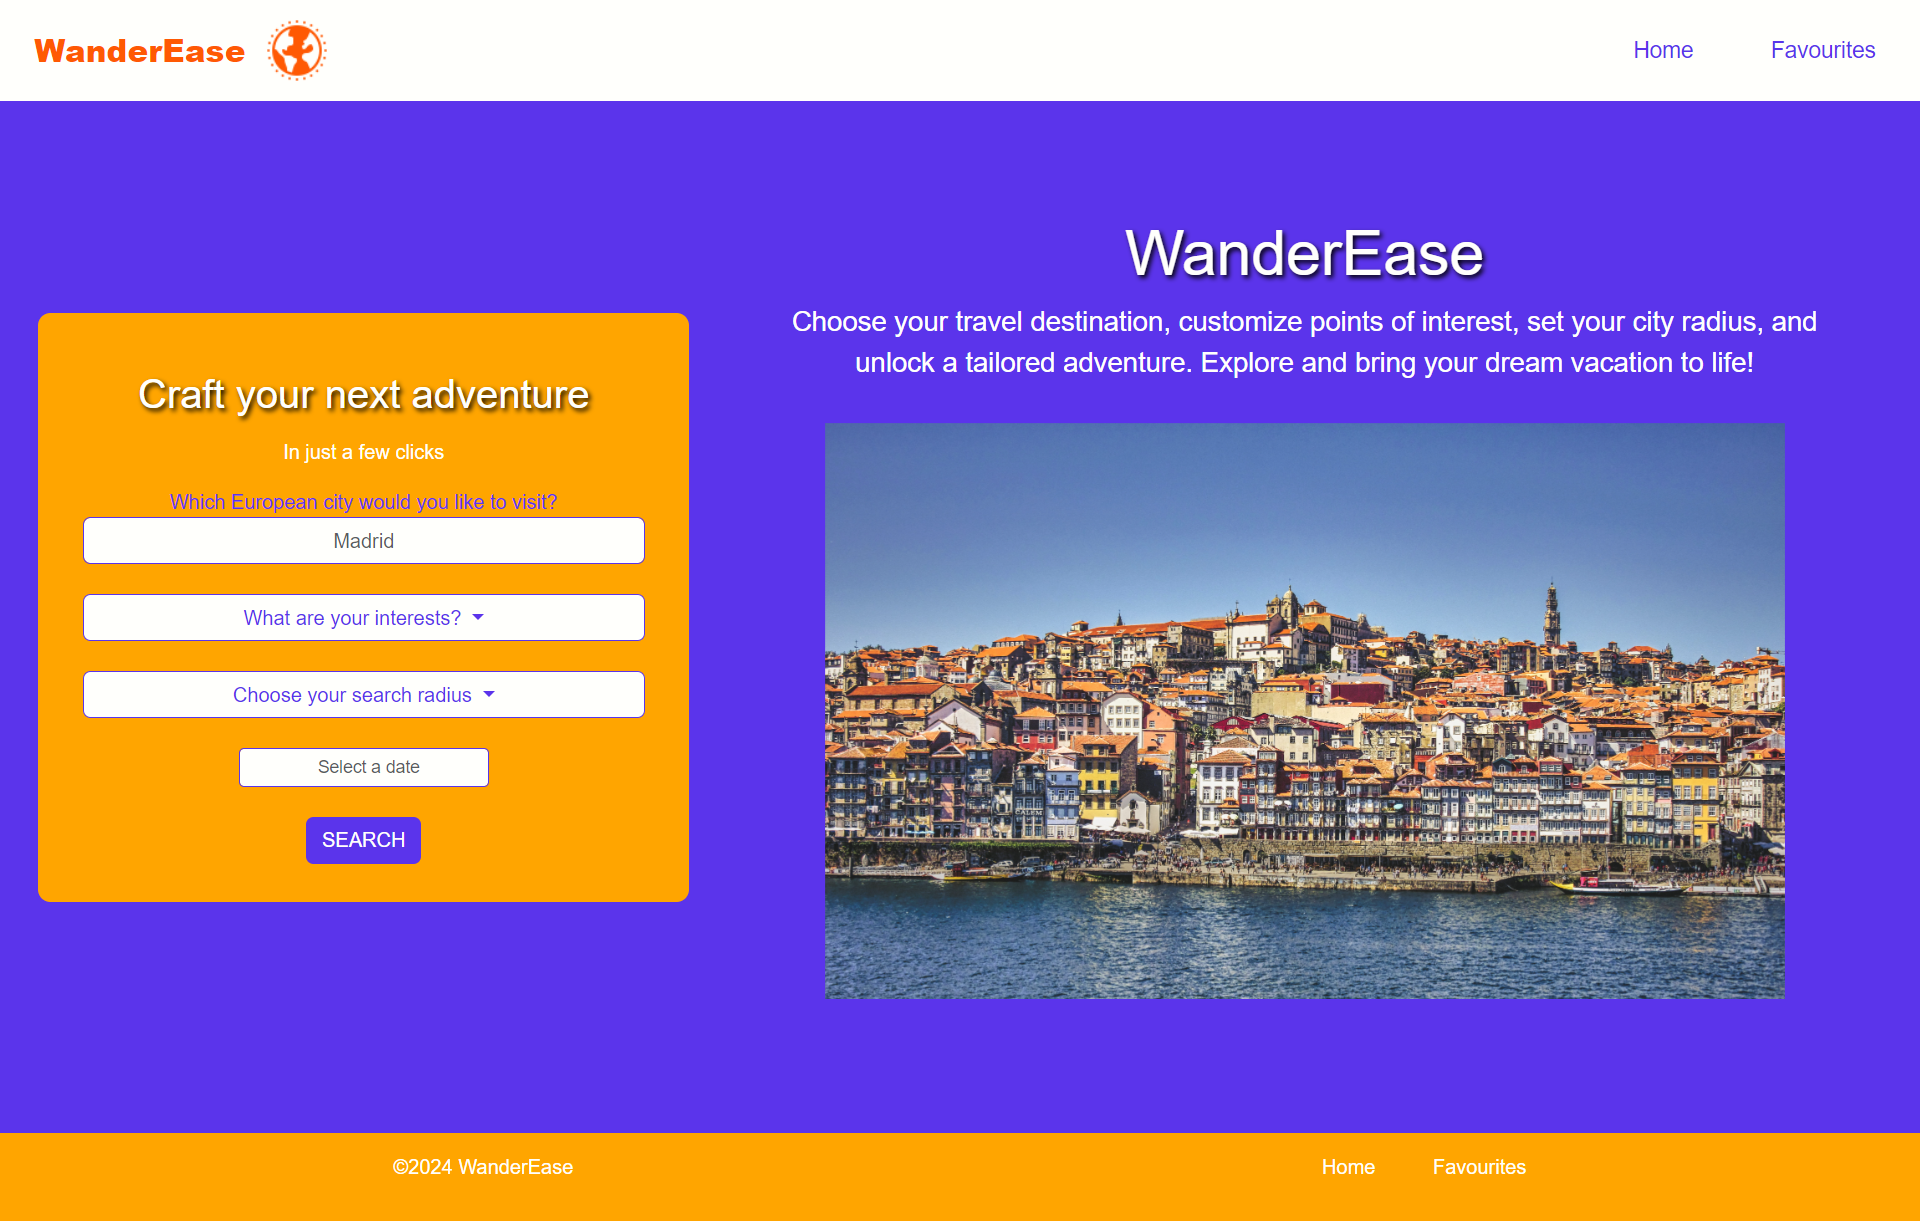 WanderEase
Home
Favourites
WanderEase
Choose your travel destination, customize points of interest, set your city radius, and
unlock a tailored adventure. Explore and bring your dream vacation to life!
Craft your next adventure
In just a few clicks
Which European city would you like to visit?
Madrid
What are your interests?
Choose your search radius
Select a date
SEARCH
©2024 WanderEase
Home
Favourites